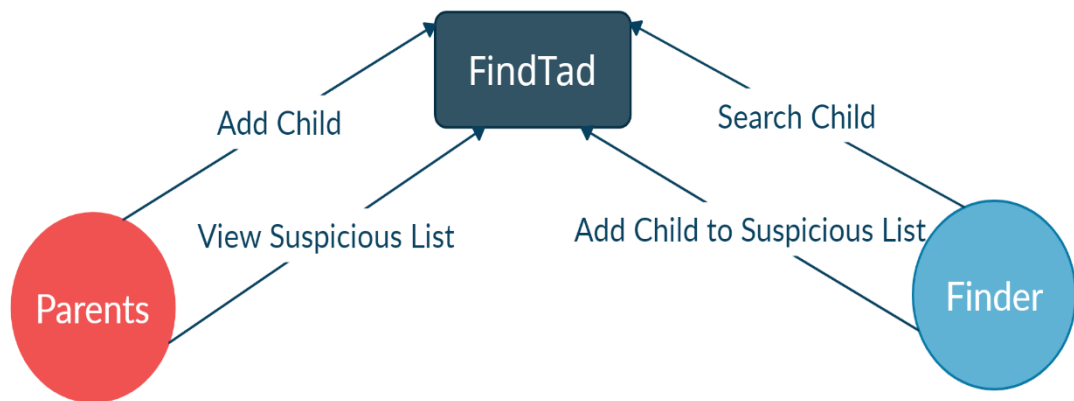 FindTad
Add Child
Search Child
View Suspicious List
Add Child to Suspicious List
Parents
Finder